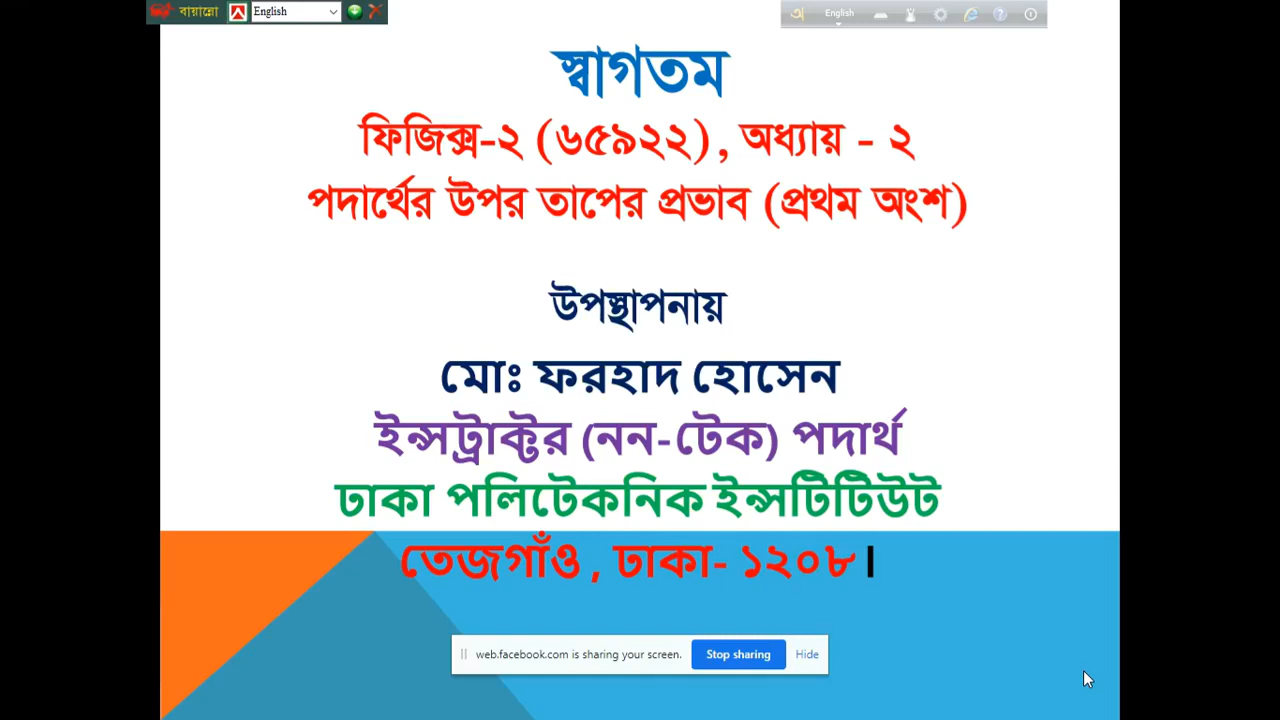 বায়ান্নো English
অ English
স্বাগতম
ফিজিক্স-২ (৬৫৯২২), অধ্যায় - ২
পদার্থের উপর তাপের প্রভাব (প্রথম অংশ)
উপস্থাপনায়
মোঃ ফরহাদ হোসেন
ইন্সট্রাক্টর (নন-টেক) পদার্থ
ঢাকা পলিটেকনিক ইন্সটিটিউট
তেজগাঁও , ঢাকা- ১২০৮।
web.facebook.com is sharing your screen. Stop sharing Hide